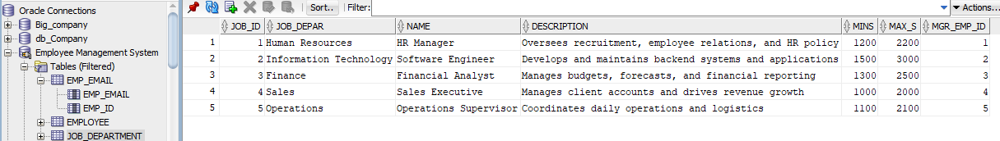 Oracle Connections
Big_company
db_Company
Employee Management System
Tables (Filtered)
EMP_EMAIL
EMP_EMAIL
EMP_ID
EMPLOYEE
JOB_DEPARTMENT
Sort.. Filter: Actions...
JOB_ID JOB_DEPAR NAME DESCRIPTION MINS MAX_S MGR_EMP_ID
1 1 Human Resources HR Manager Oversees recruitment, employee relations, and HR policy 1200 2200 1
2 2 Information Technology Software Engineer Develops and maintains backend systems and applications 1500 3000 2
3 3 Finance Financial Analyst Manages budgets, forecasts, and financial reporting 1300 2500 3
4 4 Sales Sales Executive Manages client accounts and drives revenue growth 1000 2000 4
5 5 Operations Operations Supervisor Coordinates daily operations and logistics 1100 2100 5